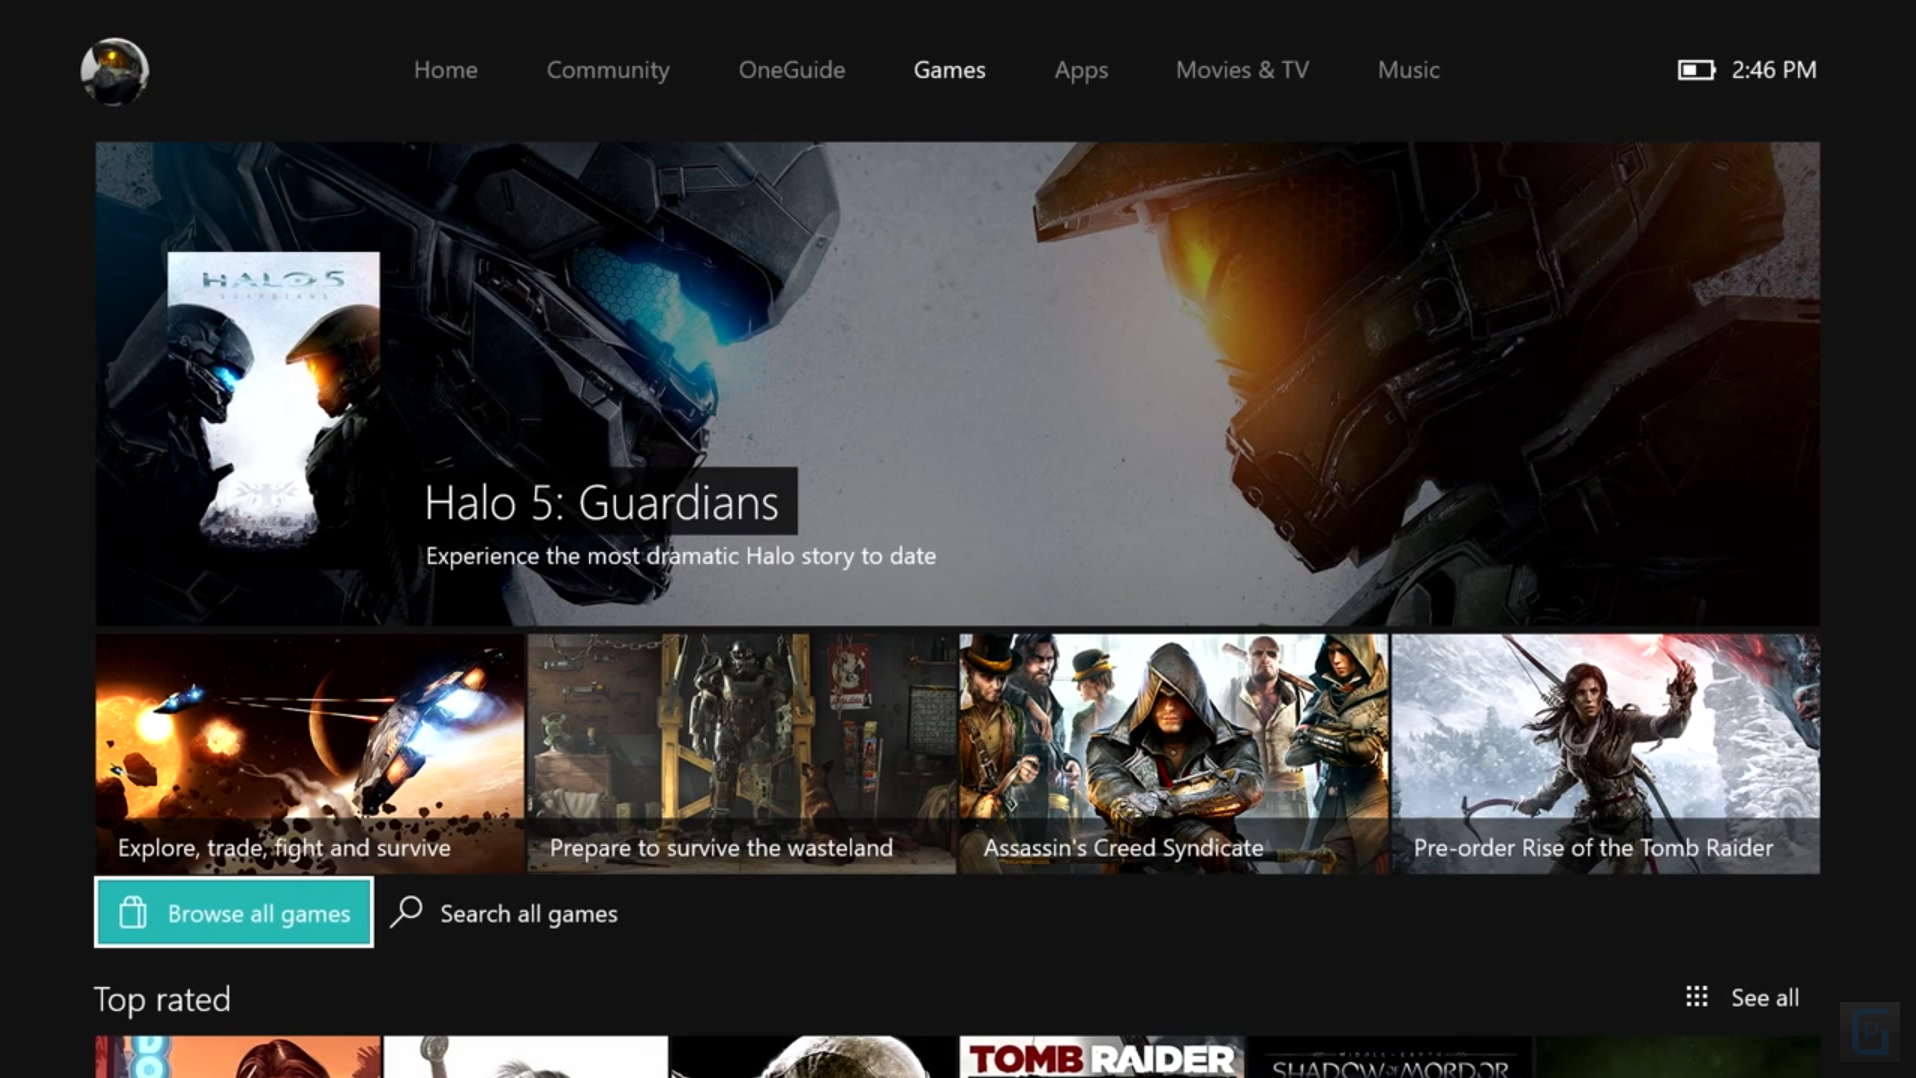 Home Community OneGuide Games Apps Movies & TV Music 2:46 PM
HALO 5
GUARDIANS
Halo 5: Guardians
Experience the most dramatic Halo story to date
Explore, trade, fight and survive
Prepare to survive the wasteland
Assassin's Creed Syndicate
Pre-order Rise of the Tomb Raider
Browse all games
Search all games
Top rated
See all
TOMB RAIDER
MIDDLE-EARTH
SHADOW OF MORDOR